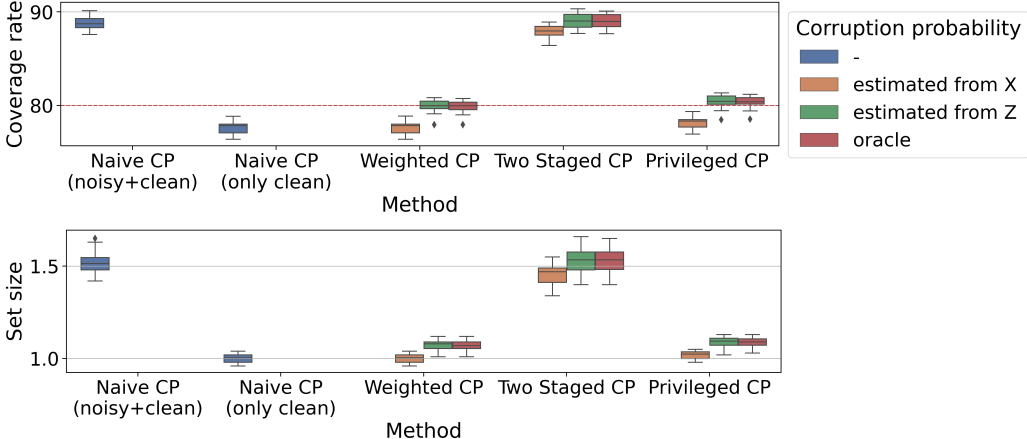 Coverage rate
90
80
Naive CP
(noisy+clean)
Naive CP
(only clean)
Weighted CP
Two Staged CP
Privileged CP
Method
Corruption probability
-
estimated from X
estimated from Z
oracle
Set size
1.5
1.0
Naive CP
(noisy+clean)
Naive CP
(only clean)
Weighted CP
Two Staged CP
Privileged CP
Method